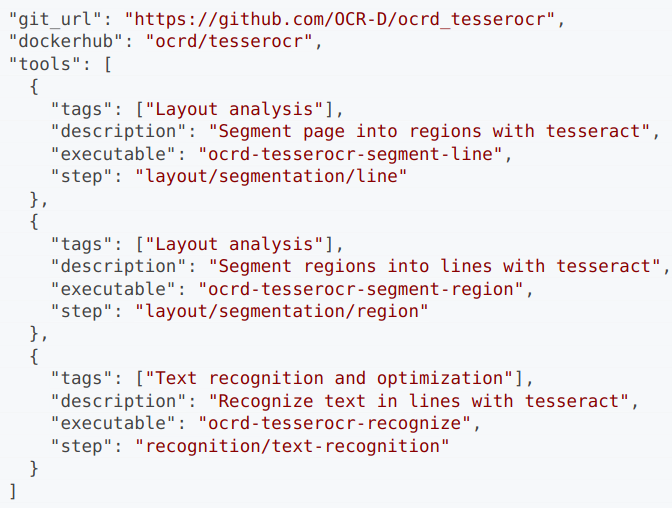 "git_url": "https://github.com/OCR-D/ocrd_tesserocr",
"dockerhub": "ocrd/tesserocr",
"tools": [
  {
    "tags": ["Layout analysis"],
    "description": "Segment page into regions with tesseract",
    "executable": "ocrd-tesserocr-segment-line",
    "step": "layout/segmentation/line"
  },
  {
    "tags": ["Layout analysis"],
    "description": "Segment regions into lines with tesseract",
    "executable": "ocrd-tesserocr-segment-region",
    "step": "layout/segmentation/region"
  },
  {
    "tags": ["Text recognition and optimization"],
    "description": "Recognize text in lines with tesseract",
    "executable": "ocrd-tesserocr-recognize",
    "step": "recognition/text-recognition"
  }
]